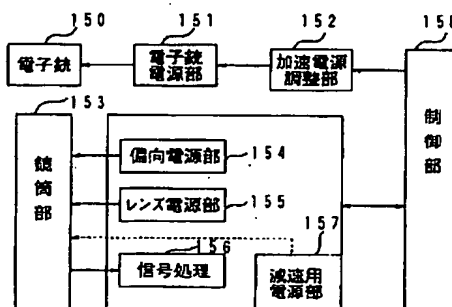 150
151
152
158
電子銃
電子銃
電源部
加速電源
調整部
153
制御部
鏡筒部
偏向電源部
154
レンズ電源部
155
157
156
信号処理
減速用
電源部